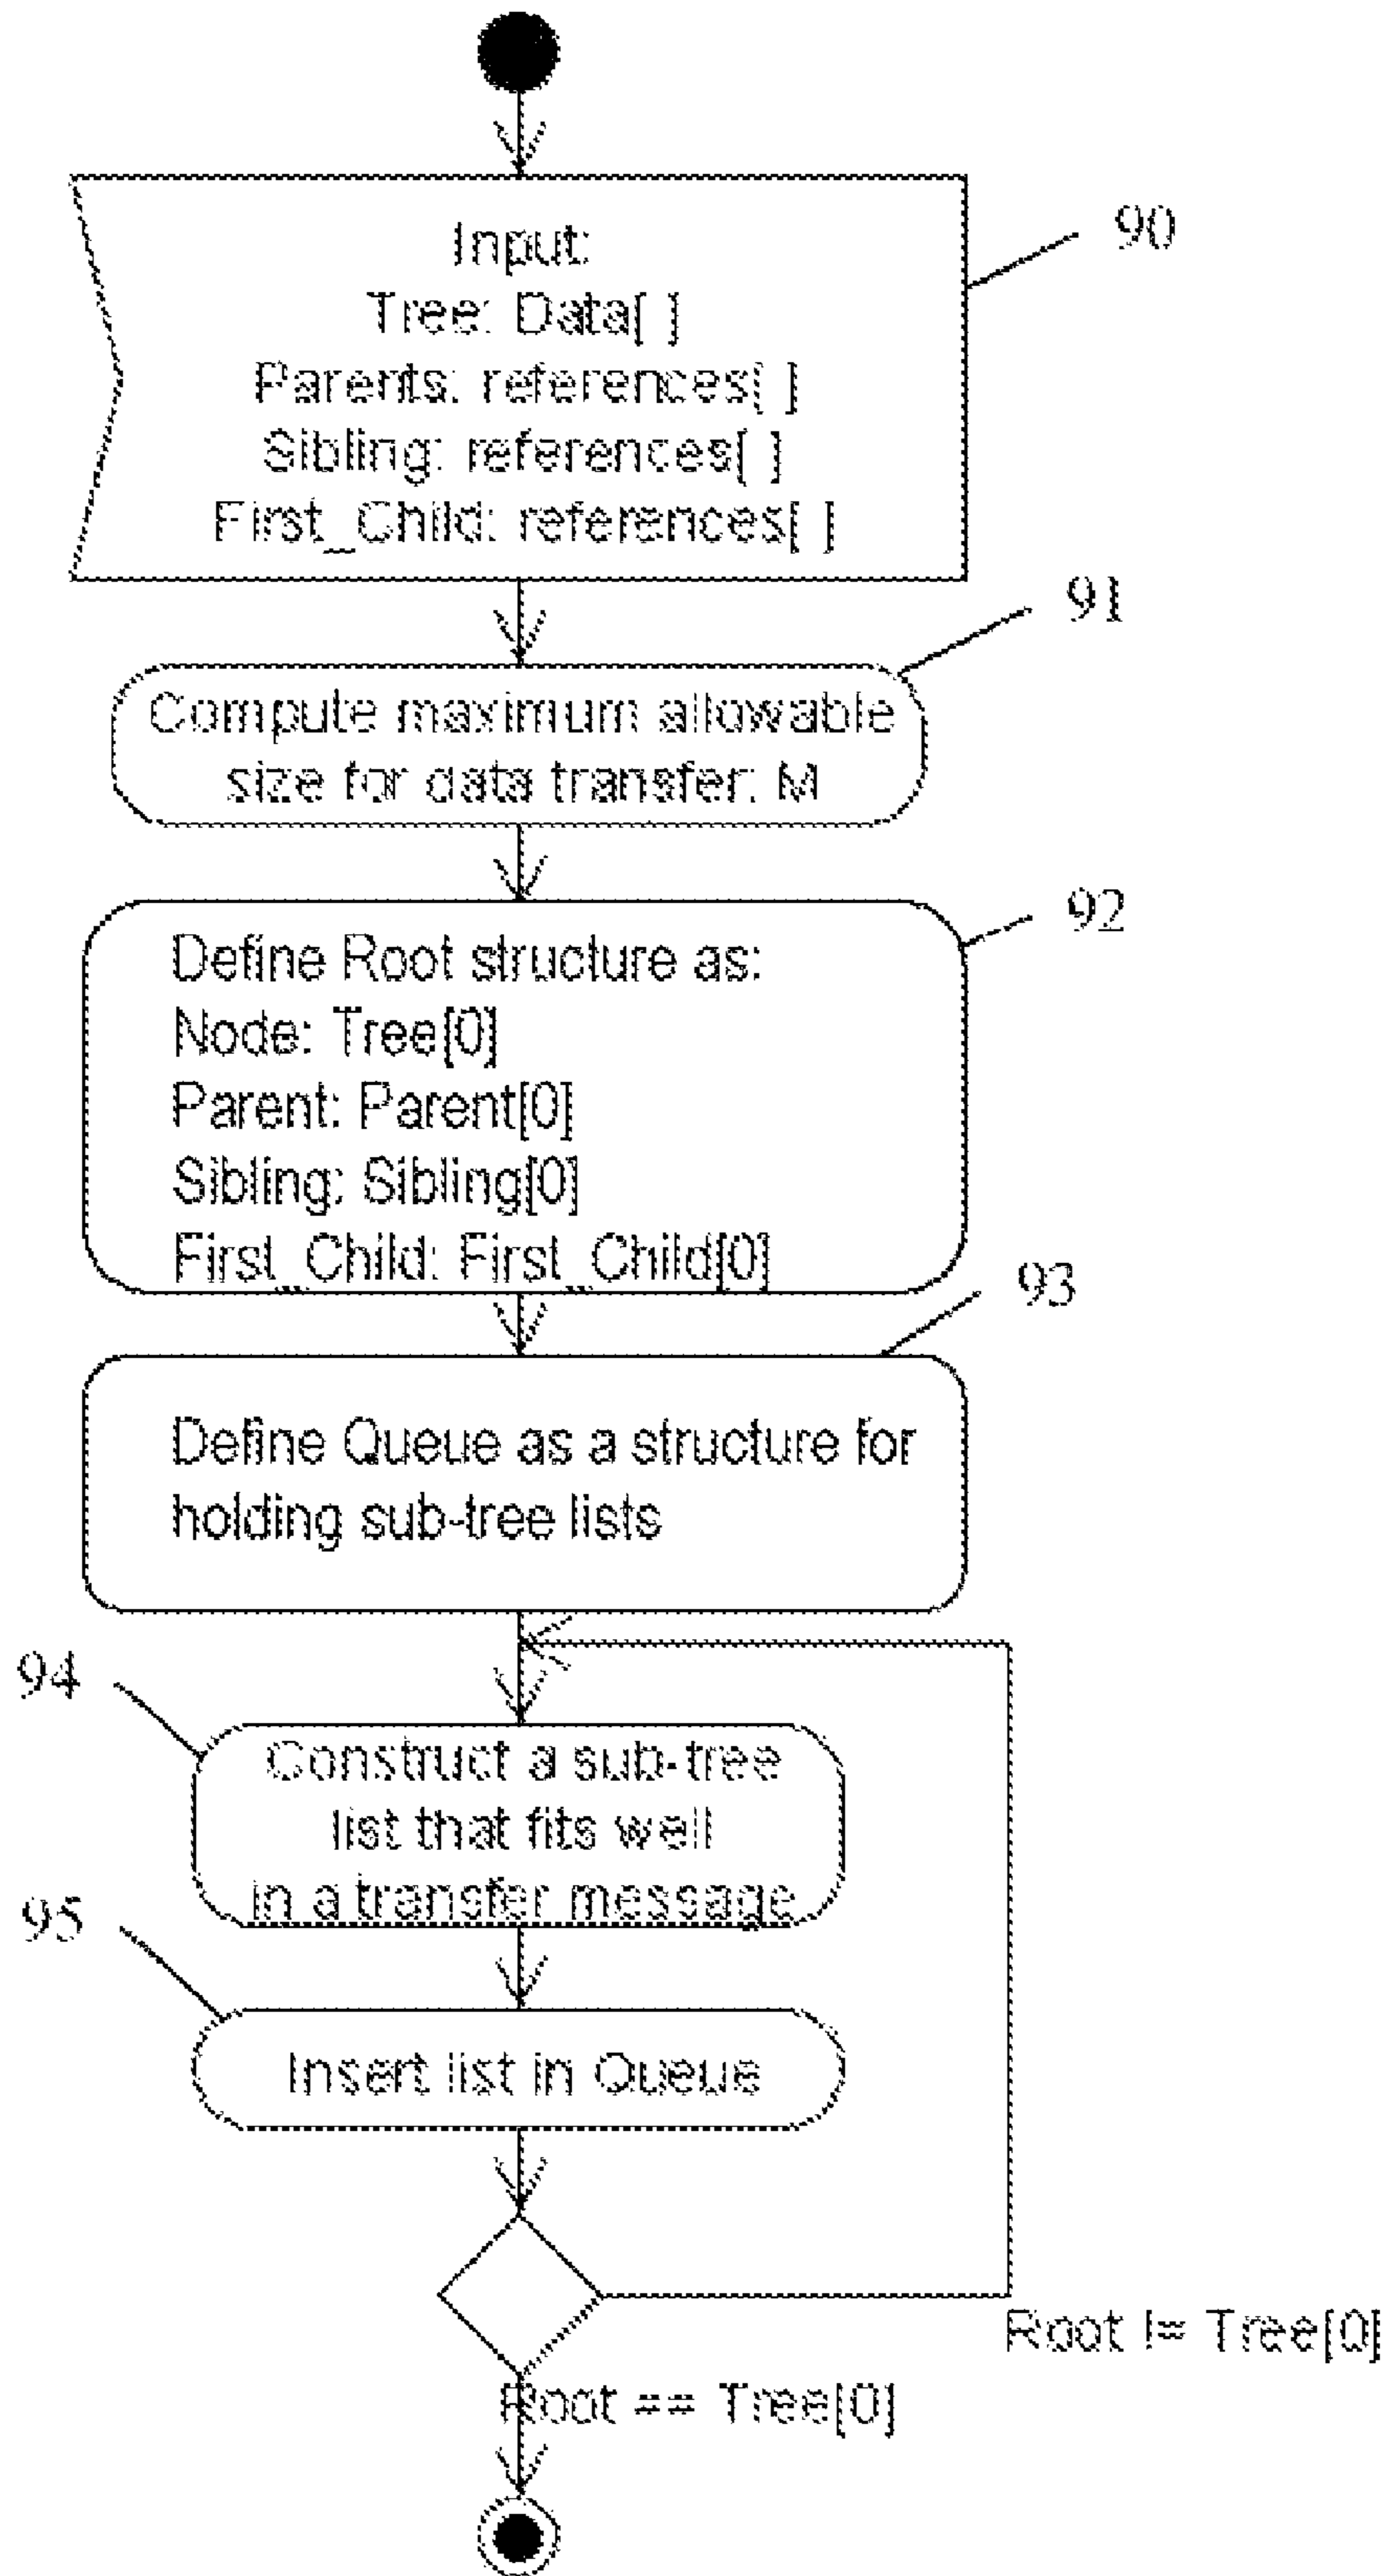 Input:
Tree: Data[ ]
Parents: references[ ]
Sibling: references[ ]
First_Child: references[ ]
90
Compute maximum allowable
size for data transfer: M
91
Define Root structure as:
Node: Tree[0]
Parent: Parent[0]
Sibling: Sibling[0]
First_Child: First_Child[0]
92
Define Queue as a structure for
holding sub-tree lists
93
94
Construct a sub-tree
list that fits well
in a transfer message
95
Insert list in Queue
Root != Tree[0]
Root == Tree[0]